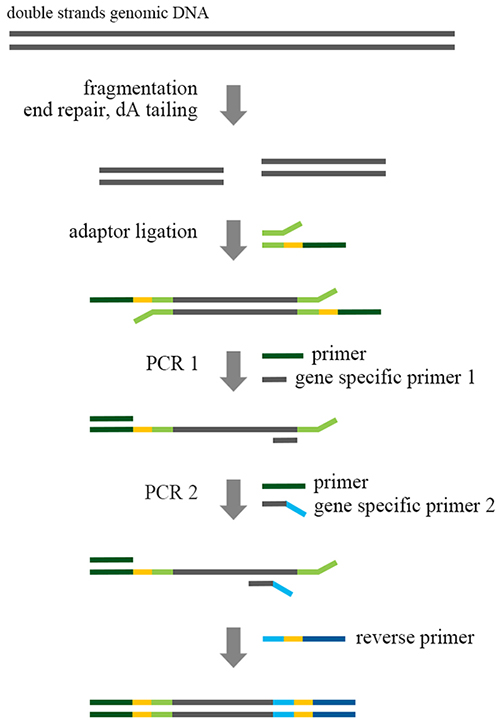 double strands genomic DNA
fragmentation
end repair, dA tailing
adaptor ligation
PCR 1
primer
gene specific primer 1
PCR 2
primer
gene specific primer 2
reverse primer